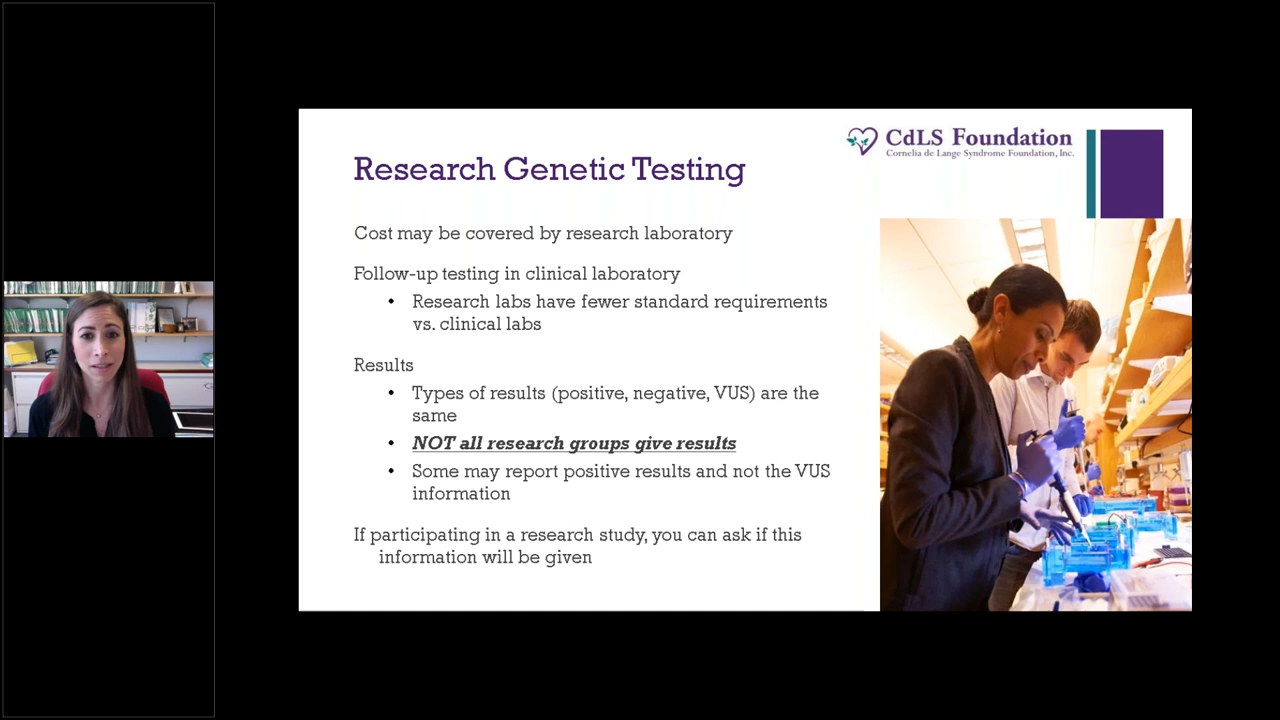 CdLS Foundation
Cornelia de Lange Syndrome Foundation, Inc.
Research Genetic Testing
Cost may be covered by research laboratory
Follow-up testing in clinical laboratory
• Research labs have fewer standard requirements
vs. clinical labs
Results
• Types of results (positive, negative, VUS) are the
same
• NOT all research groups give results
• Some may report positive results and not the VUS
information
If participating in a research study, you can ask if this
information will be given